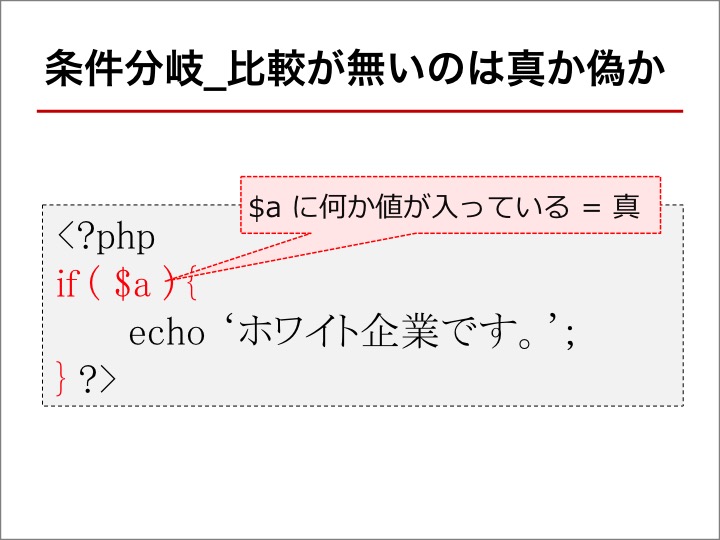 条件分岐_比較が無いのは真か偽か
$a に何か値が入っている = 真
<?php
if ( $a ) {
echo ‘ホワイト企業です。’;
} ?>